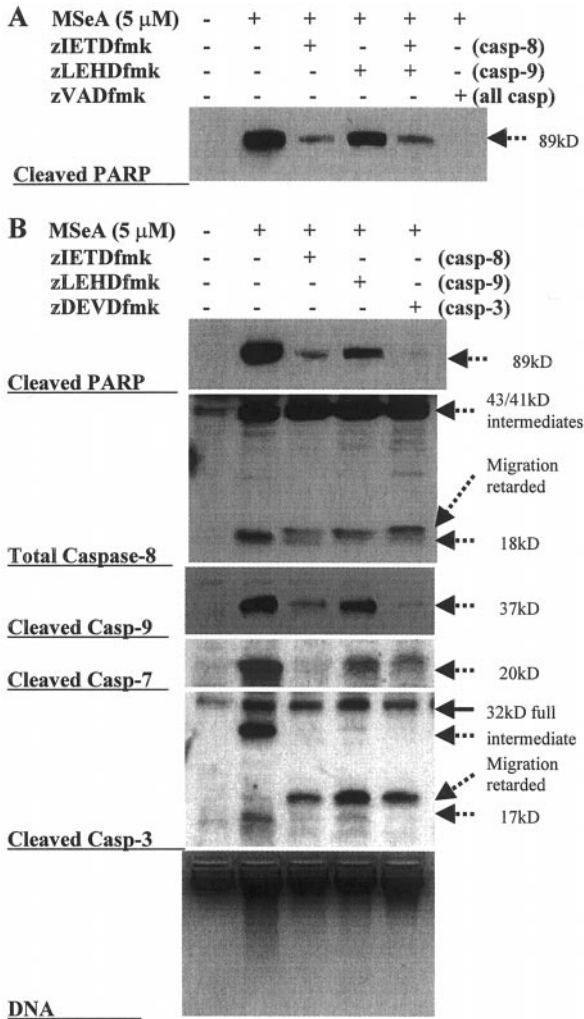 A MSeA (5 μM) - + + + + +
zIETDfmk - - + - + - (casp-8)
zLEHDfmk - - - + + - (casp-9)
zVADfmk - - - - - + (all casp)
89kD
Cleaved PARP
B MSeA (5 μM) - + + + +
zIETDfmk - - + - - (casp-8)
zLEHDfmk - - - + - (casp-9)
zDEVDfmk - - - - + (casp-3)
89kD
Cleaved PARP
43/41kD
intermediates
Migration
retarded
18kD
Total Caspase-8
37kD
Cleaved Casp-9
20kD
Cleaved Casp-7
32kD full
intermediate
Migration
retarded
17kD
Cleaved Casp-3
DNA